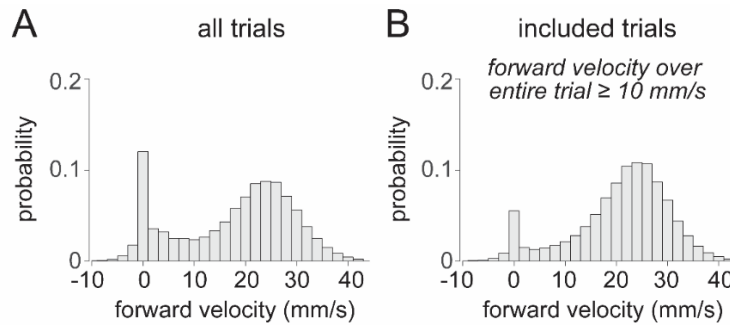 A all trials
0.2
0.1
0
probability
-10 0 10 20 30 40
forward velocity (mm/s)
B included trials
forward velocity over
entire trial ≥ 10 mm/s
0.2
0.1
0
probability
-10 0 10 20 30 40
forward velocity (mm/s)